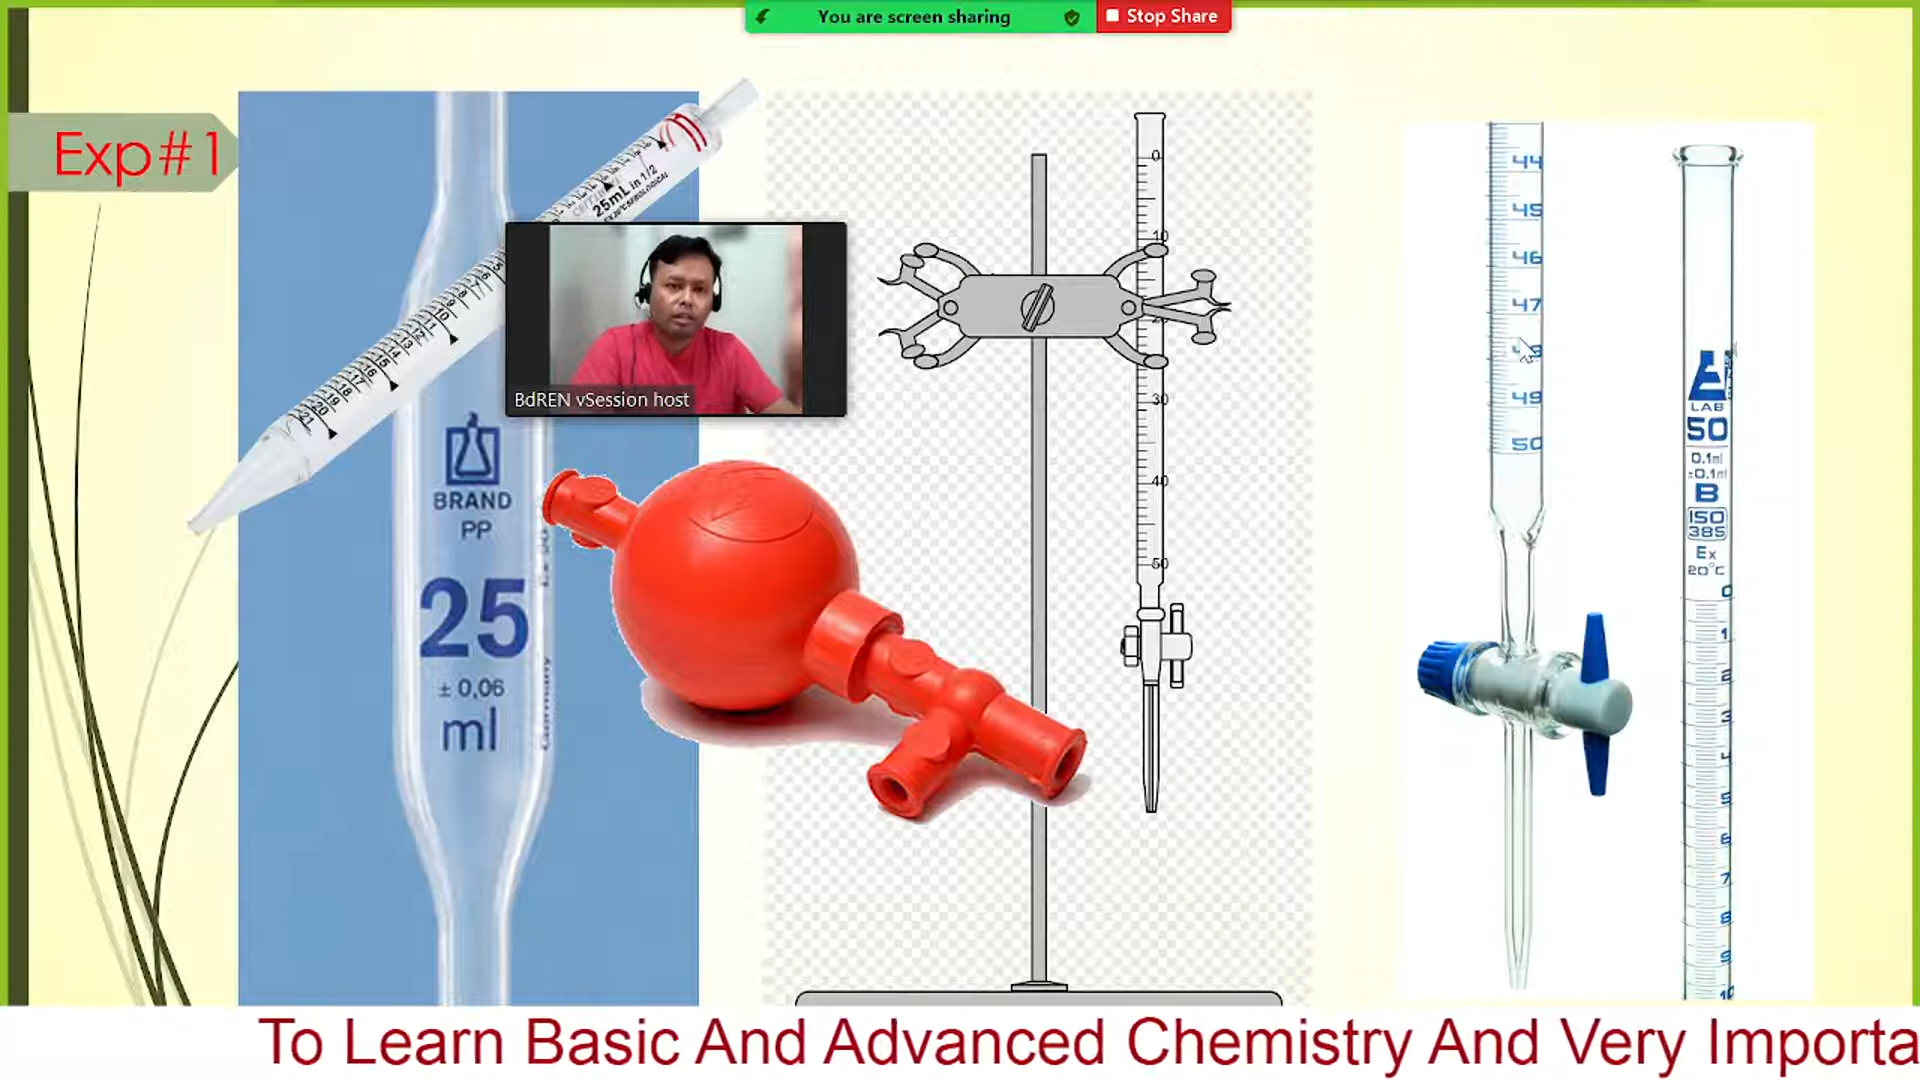 You are screen sharing
Stop Share
Exp#1
25mL in 1/2
BdREN vSession host
BRAND
PP
25
± 0,06
ml
Germany
0
10
30
40
50
44
45
46
47
49
50
LAB
50
0.1ml
±0.1ml
B
ISO
385
Ex
20°C
0
1
2
3
4
5
6
7
8
9
10
To Learn Basic And Advanced Chemistry And Very Importa